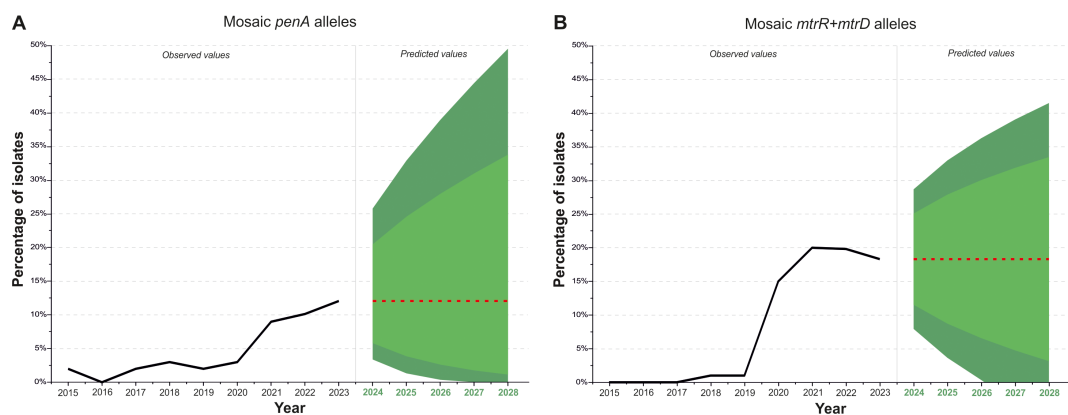 A
Mosaic penA alleles
Observed values
Predicted values
50%
45%
40%
35%
30%
25%
20%
15%
10%
5%
0%
Percentage of isolates
2015 2016 2017 2018 2019 2020 2021 2022 2023 2024 2025 2026 2027 2028
Year
B
Mosaic mtrR+mtrD alleles
Observed values
Predicted values
50%
45%
40%
35%
30%
25%
20%
15%
10%
5%
0%
Percentage of isolates
2015 2016 2017 2018 2019 2020 2021 2022 2023 2024 2025 2026 2027 2028
Year